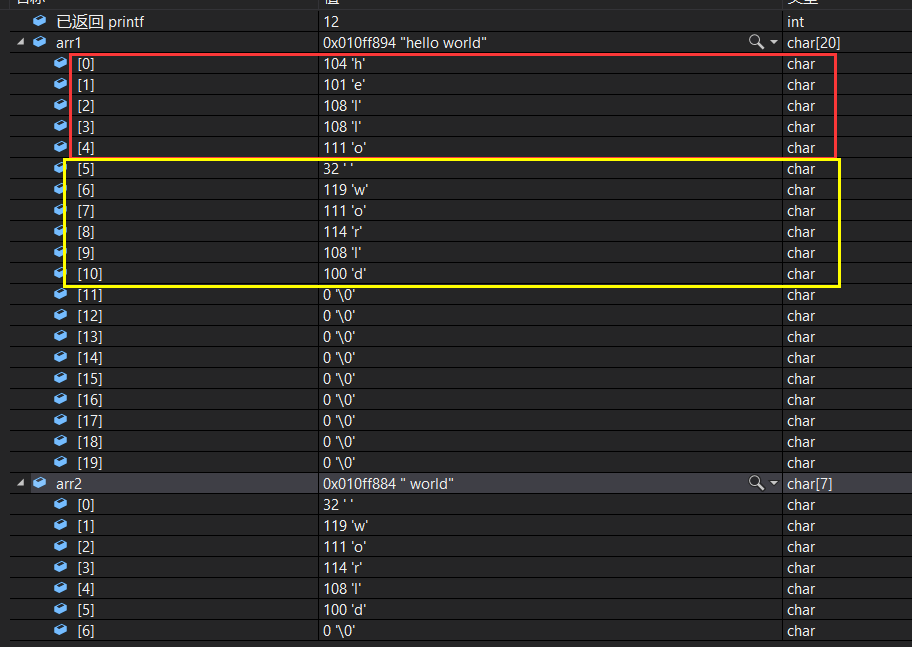 已返回 printf 12 int
arr1 0x010ff894 "hello world" char[20]
[0] 104 'h' char
[1] 101 'e' char
[2] 108 'l' char
[3] 108 'l' char
[4] 111 'o' char
[5] 32 ' ' char
[6] 119 'w' char
[7] 111 'o' char
[8] 114 'r' char
[9] 108 'l' char
[10] 100 'd' char
[11] 0 '\0' char
[12] 0 '\0' char
[13] 0 '\0' char
[14] 0 '\0' char
[15] 0 '\0' char
[16] 0 '\0' char
[17] 0 '\0' char
[18] 0 '\0' char
[19] 0 '\0' char
arr2 0x010ff884 " world" char[7]
[0] 32 ' ' char
[1] 119 'w' char
[2] 111 'o' char
[3] 114 'r' char
[4] 108 'l' char
[5] 100 'd' char
[6] 0 '\0' char